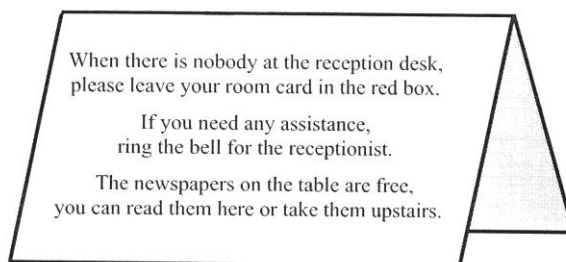 When there is nobody at the reception desk,
please leave your room card in the red box.
If you need any assistance,
ring the bell for the receptionist.
The newspapers on the table are free,
you can read them here or take them upstairs.